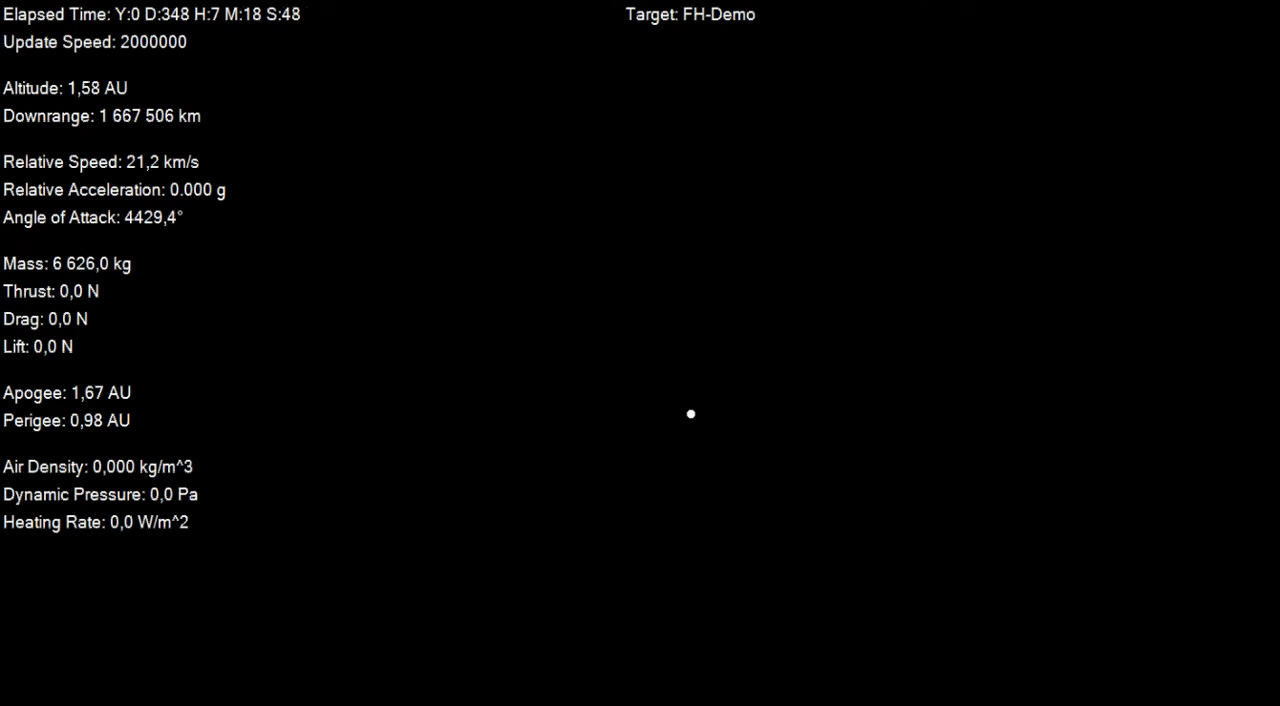 Elapsed Time: Y:0 D:348 H:7 M:18 S:48
Target: FH-Demo
Update Speed: 2000000
Altitude: 1,58 AU
Downrange: 1 667 506 km
Relative Speed: 21,2 km/s
Relative Acceleration: 0.000 g
Angle of Attack: 4429,4°
Mass: 6 626,0 kg
Thrust: 0,0 N
Drag: 0,0 N
Lift: 0,0 N
Apogee: 1,67 AU
Perigee: 0,98 AU
Air Density: 0,000 kg/m^3
Dynamic Pressure: 0,0 Pa
Heating Rate: 0,0 W/m^2